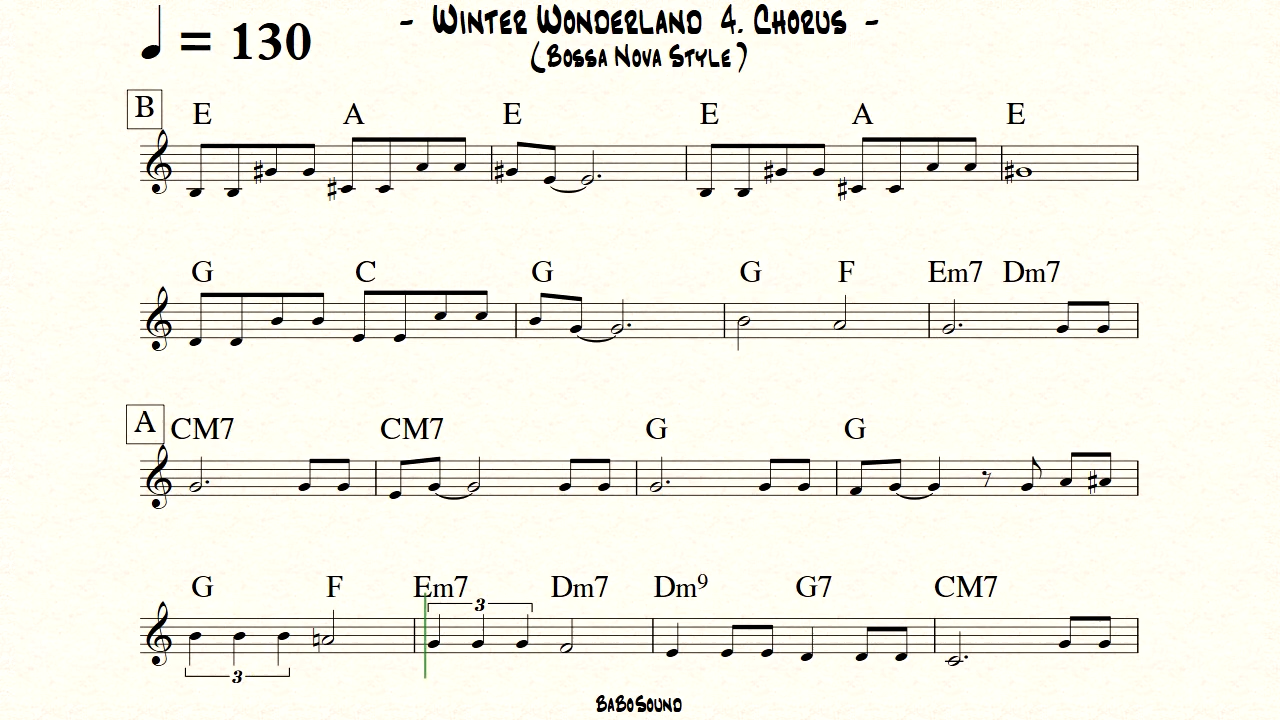 - Winter Wonderland 4. Chorus -
♩ = 130
(Bossa Nova Style)
B E A E E A E
G C G G F Em7 Dm7
A CM7 CM7 G G
G F Em7 Dm7 Dm9 G7 CM7
3
3
BaBoSound